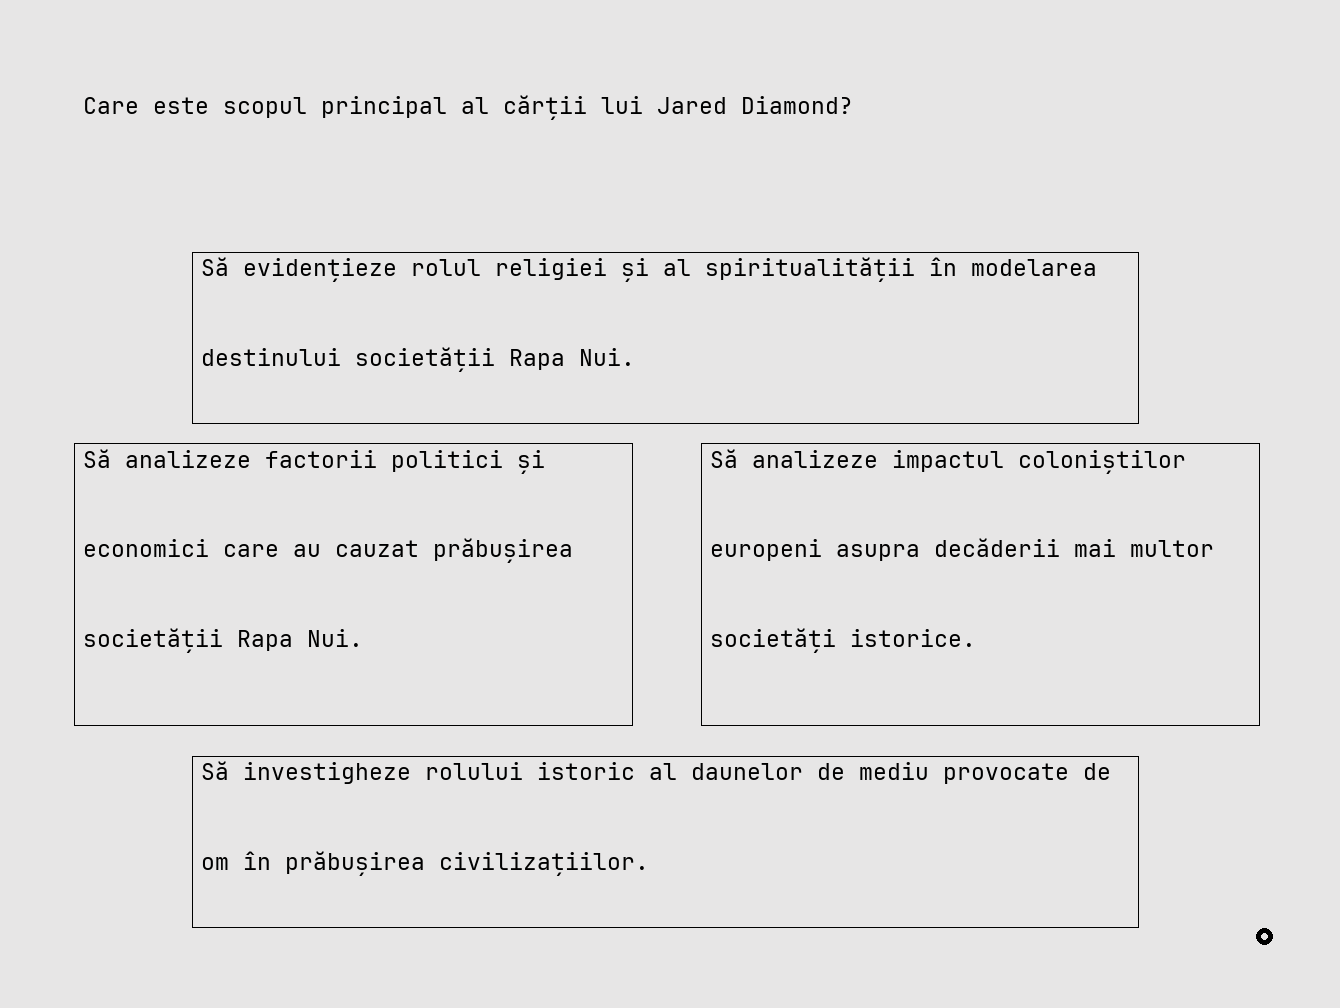 Care este scopul principal al cărții lui Jared Diamond?
Să evidențieze rolul religiei și al spiritualității în modelarea
destinului societății Rapa Nui.
Să analizeze factorii politici și
economici care au cauzat prăbușirea
societății Rapa Nui.
Să analizeze impactul coloniștilor
europeni asupra decăderii mai multor
societăți istorice.
Să investigheze rolului istoric al daunelor de mediu provocate de
om în prăbușirea civilizațiilor.